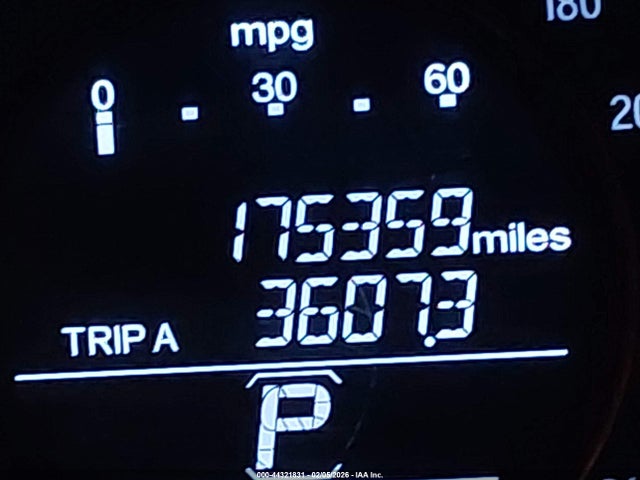 180
mpg
0 30 60
20
175359 miles
TRIP A 3607.3
P
000-44321831 - 02/05/2026 - IAA Inc.